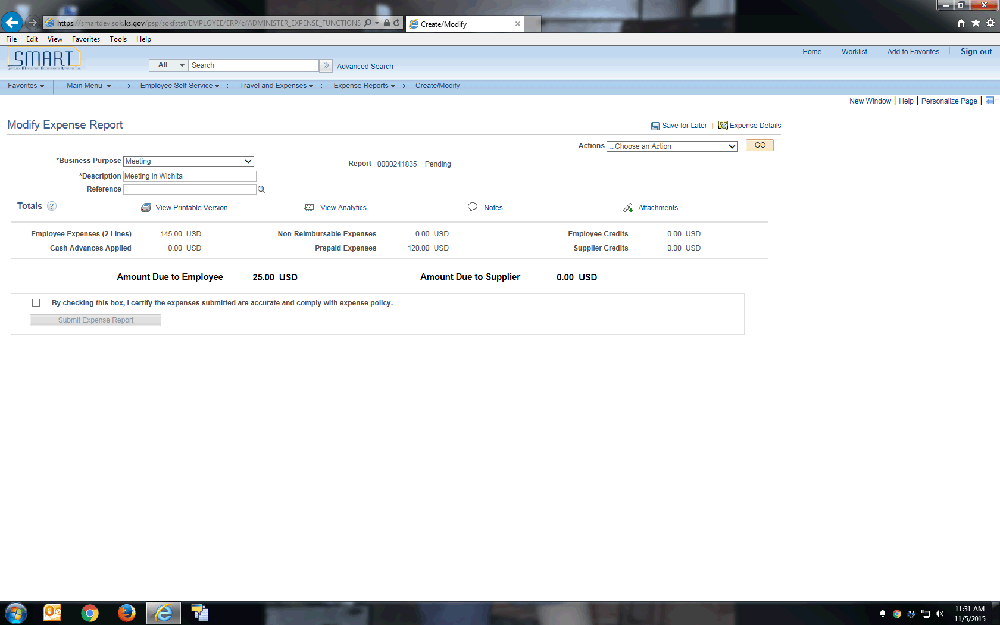 https://smartdev.sok.ks.gov/psp/sokfstst/EMPLOYEE/ERP/c/ADMINISTER_EXPENSE_FUNCTIONS
Create/Modify
File Edit View Favorites Tools Help
SMART
Home Worklist Add to Favorites Sign out
All Search Advanced Search
Favorites Main Menu > Employee Self-Service > Travel and Expenses > Expense Reports > Create/Modify
New Window | Help | Personalize Page |
Modify Expense Report
Save for Later | Expense Details
Actions ...Choose an Action GO
*Business Purpose Meeting
Report 0000241835 Pending
*Description Meeting in Wichita
Reference
Totals ? View Printable Version View Analytics Notes Attachments
Employee Expenses (2 Lines) 145.00 USD Non-Reimbursable Expenses 0.00 USD Employee Credits 0.00 USD
Cash Advances Applied 0.00 USD Prepaid Expenses 120.00 USD Supplier Credits 0.00 USD
Amount Due to Employee 25.00 USD Amount Due to Supplier 0.00 USD
By checking this box, I certify the expenses submitted are accurate and comply with expense policy.
Submit Expense Report
11:31 AM
11/5/2015